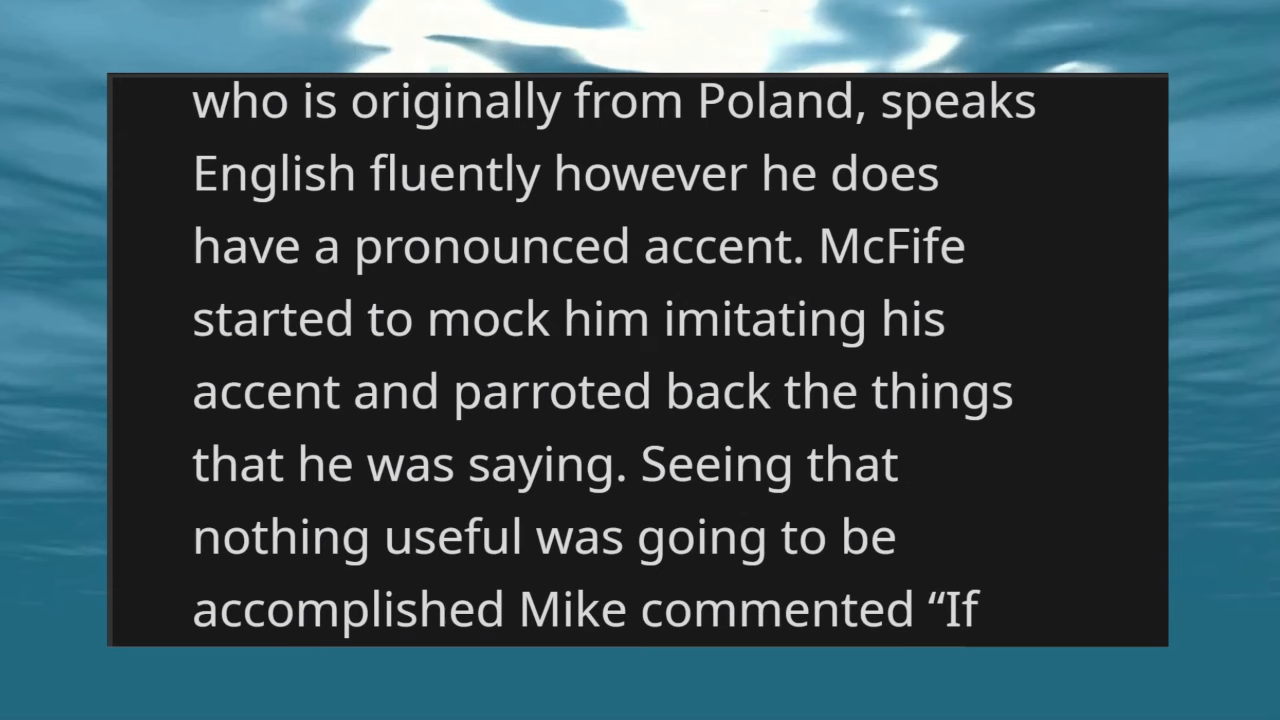 who is originally from Poland, speaks
English fluently however he does
have a pronounced accent. McFife
started to mock him imitating his
accent and parroted back the things
that he was saying. Seeing that
nothing useful was going to be
accomplished Mike commented “If